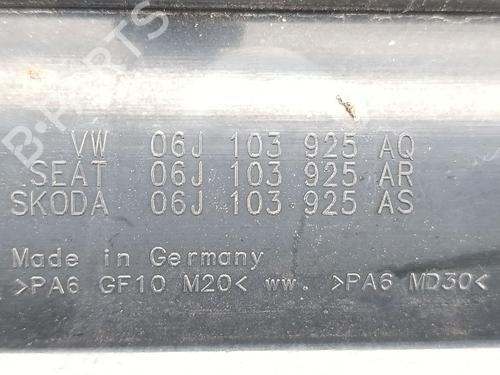 B-PARTS
VW 06J 103 925 AQ
SEAT 06J 103 925 AR
SKODA 06J 103 925 AS
Made in Germany
>PA6 GF10 M20< ww. >PA6 MD30<